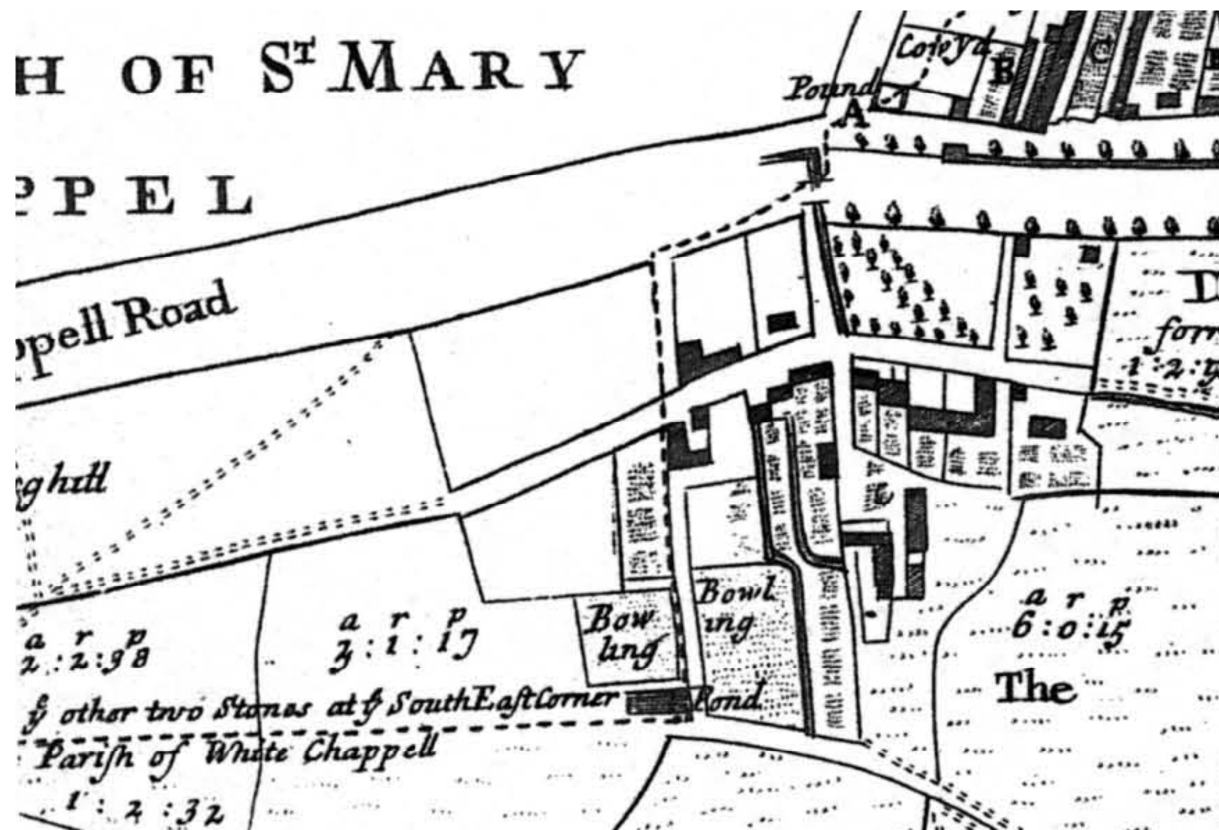 H OF Sᵀ MARY
PPEL
Cow Yd
B
C
Pound
A
ppell Road
D
form
1:2:
ghill
a r p
2:2:38
a r p
3:1:17
Bow
ling
Bowl
ing
a r p
6:0:15
The
yͤ other two Stones at yͤ South East Corner
Pond
Parish of White Chappell
1:2:32